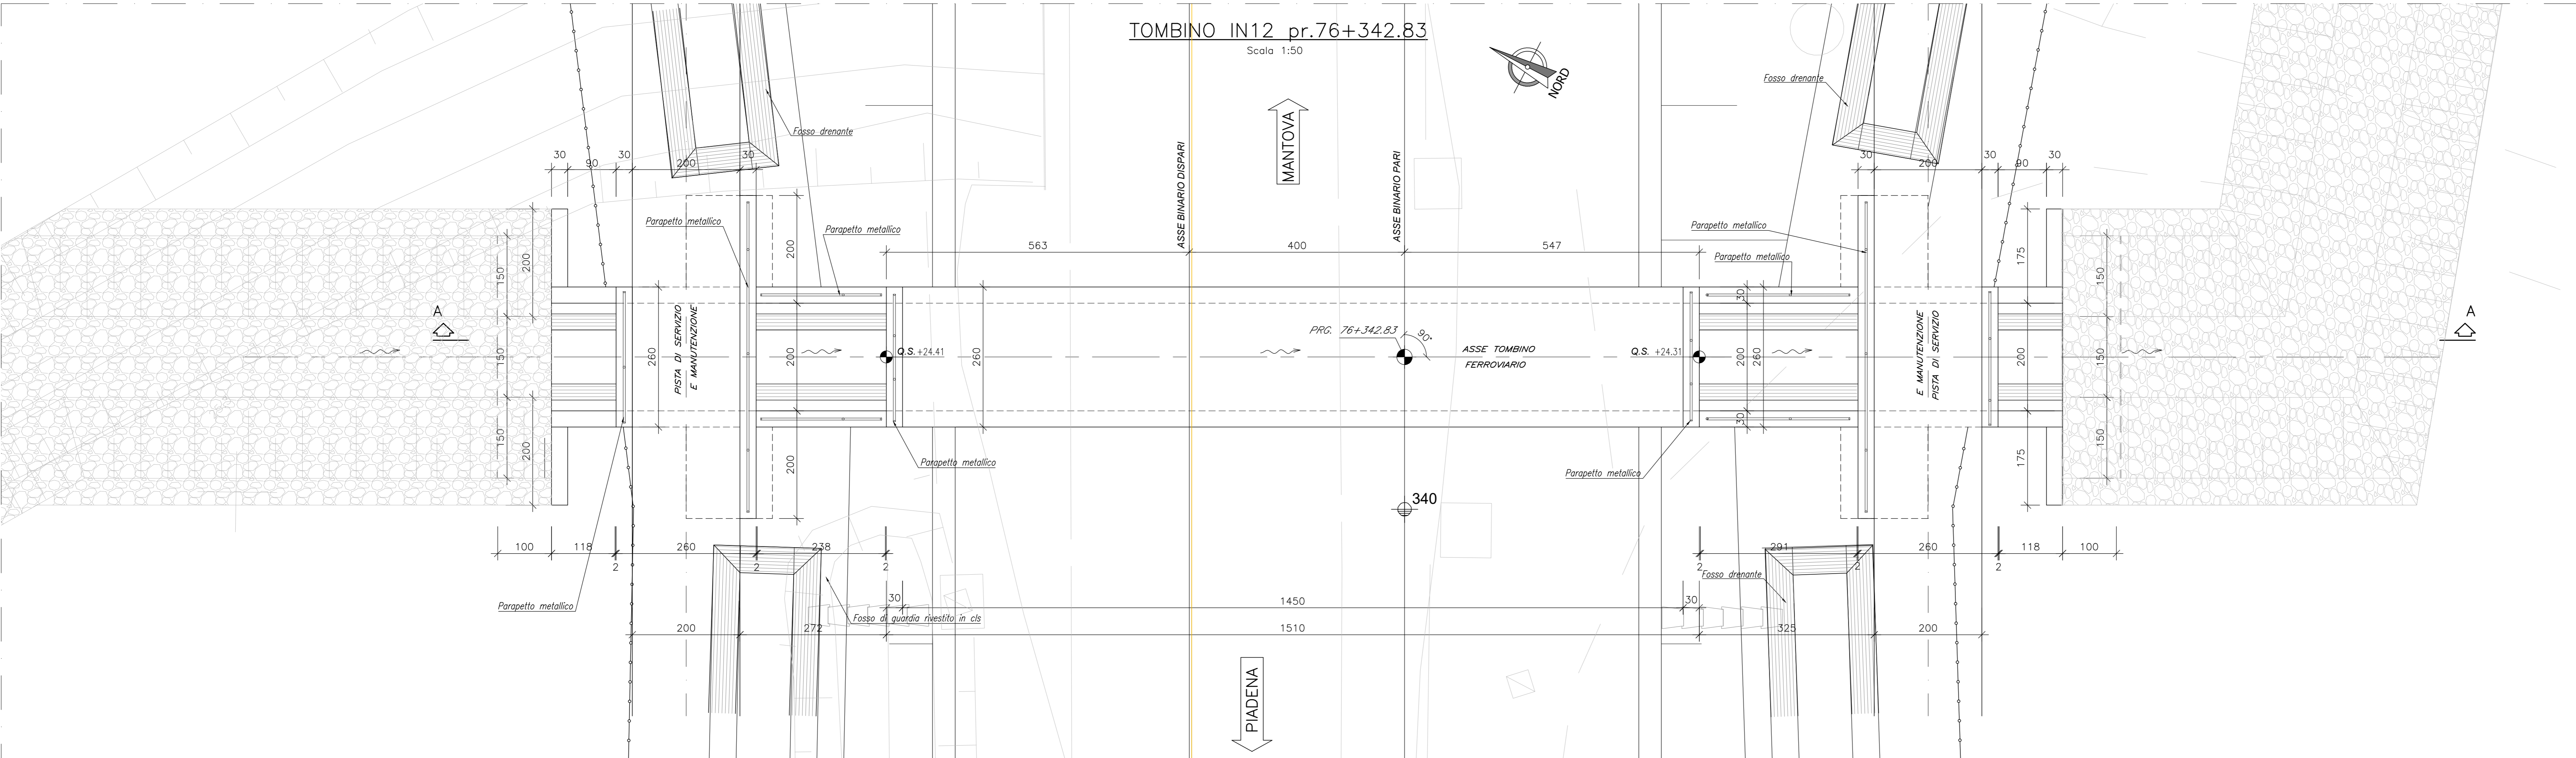 TOMBINO IN12 pr.76+342.83
Scala 1:50
NORD
MANTOVA
ASSE BINARIO DISPARI
ASSE BINARIO PARI
Fosso drenante
Fosso drenante
30
90
30
200
30
30
200
30
90
30
Parapetto metallico
Parapetto metallico
Parapetto metallico
Parapetto metallico
563
400
547
200
150
200
175
150
A
PISTA DI SERVIZIO
E MANUTENZIONE
PRG. 76+342.83
90°
30
E MANUTENZIONE
PISTA DI SERVIZIO
A
150
260
200
Q.S. +24.41
260
ASSE TOMBINO
FERROVIARIO
Q.S. +24.31
200
260
200
150
30
150
200
200
Parapetto metallico
Parapetto metallico
175
150
340
100
118
260
238
291
260
118
100
2
2
2
2
2
2
Fosso drenante
Parapetto metallico
30
1450
30
Fosso di guardia rivestito in cls
200
272
1510
325
200
PIADENA